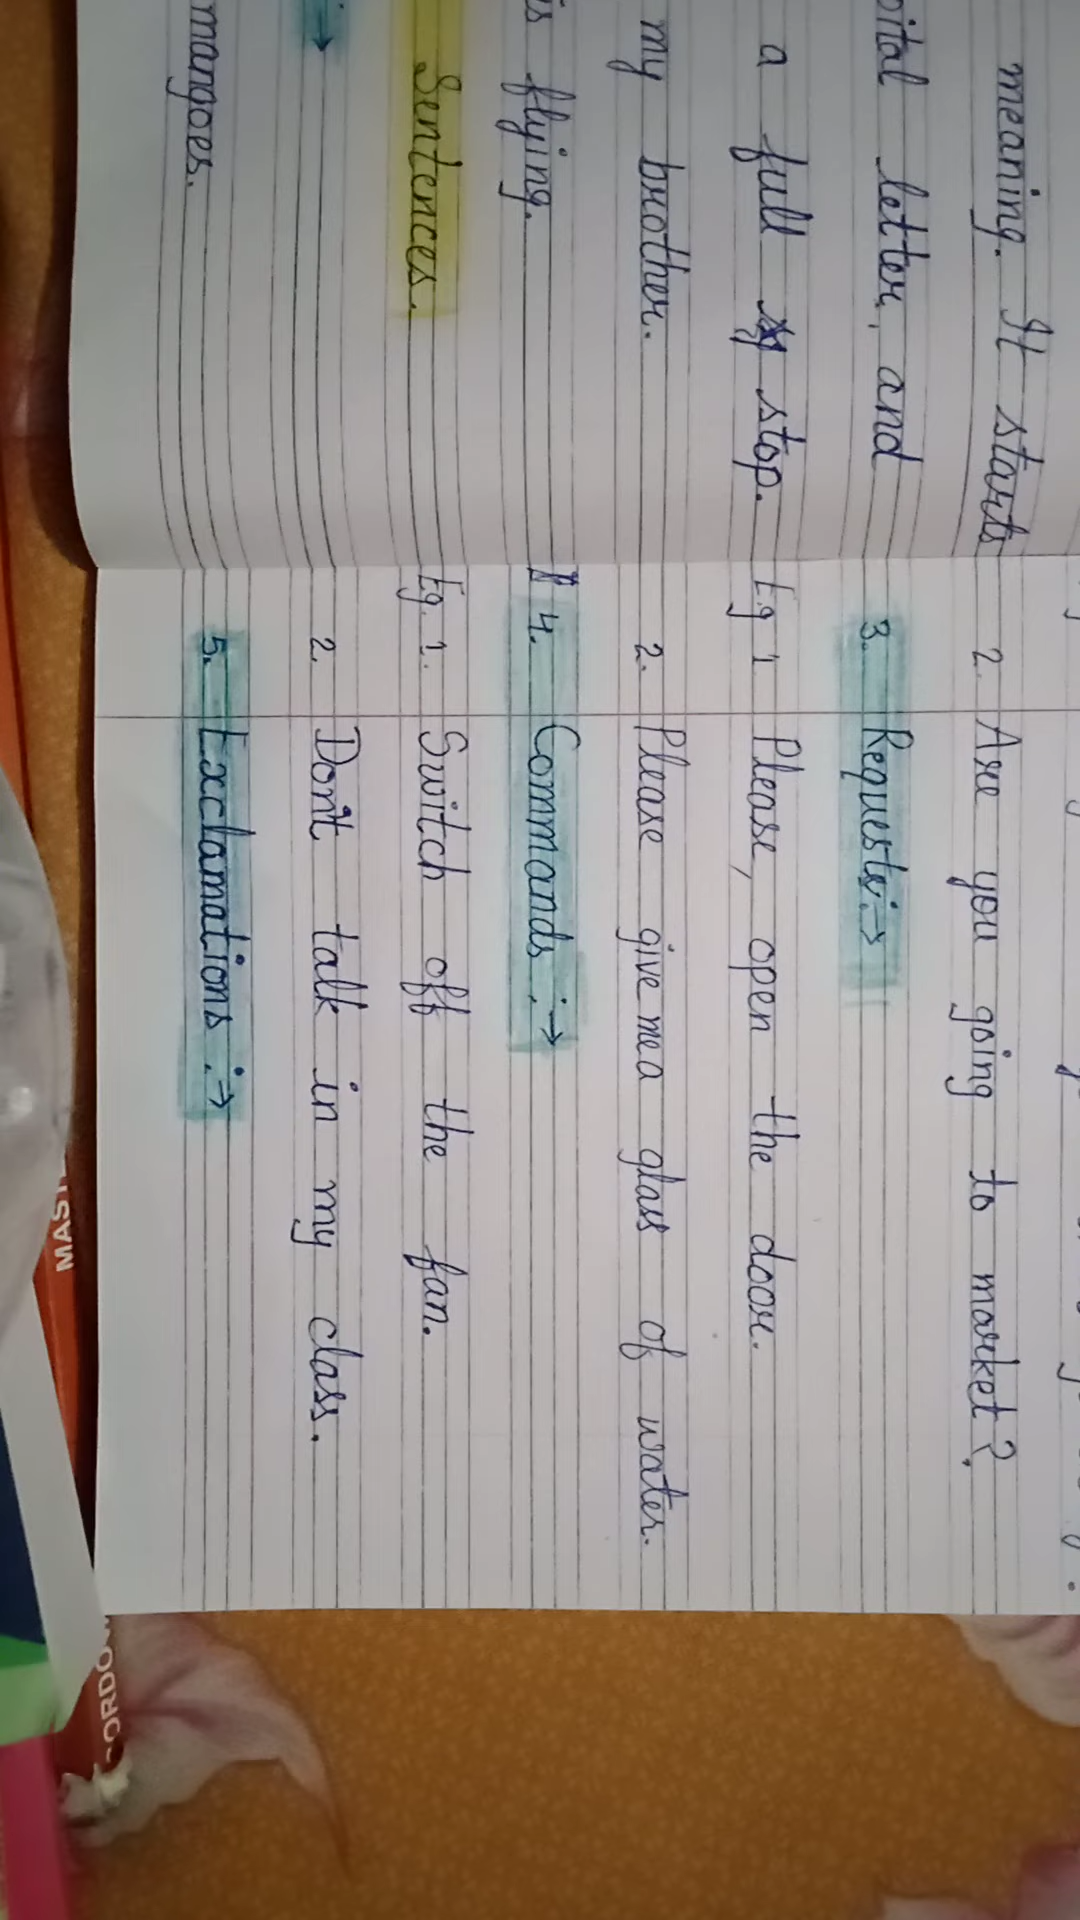 meaning. It starts
letter, and
a full stop.
my brother.
is flying.
Sentences.
mangoes.
2. Are you going to market?
3. Requests:→
Eg 1. Please, open the door.
2. Please give me a glass of water.
4. Commands :→
Eg. 1. Switch off the fan.
2. Don't talk in my class.
5. Exclamations :→